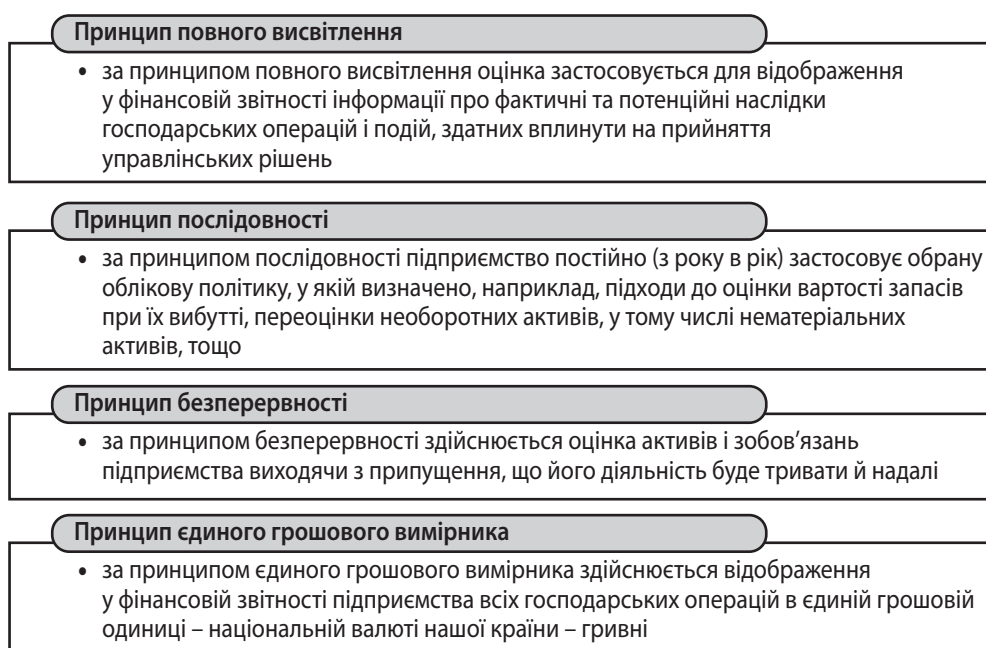 Принцип повного висвітлення
• за принципом повного висвітлення оцінка застосовується для відображення
у фінансовій звітності інформації про фактичні та потенційні наслідки
господарських операцій і подій, здатних вплинути на прийняття
управлінських рішень
Принцип послідовності
• за принципом послідовності підприємство постійно (з року в рік) застосовує обрану
облікову політику, у якій визначено, наприклад, підходи до оцінки вартості запасів
при їх вибутті, переоцінки необоротних активів, у тому числі нематеріальних
активів, тощо
Принцип безперервності
• за принципом безперервності здійснюється оцінка активів і зобов’язань
підприємства виходячи з припущення, що його діяльність буде тривати й надалі
Принцип єдиного грошового вимірника
• за принципом єдиного грошового вимірника здійснюється відображення
у фінансовій звітності підприємства всіх господарських операцій в єдиній грошовій
одиниці – національній валюті нашої країни – гривні